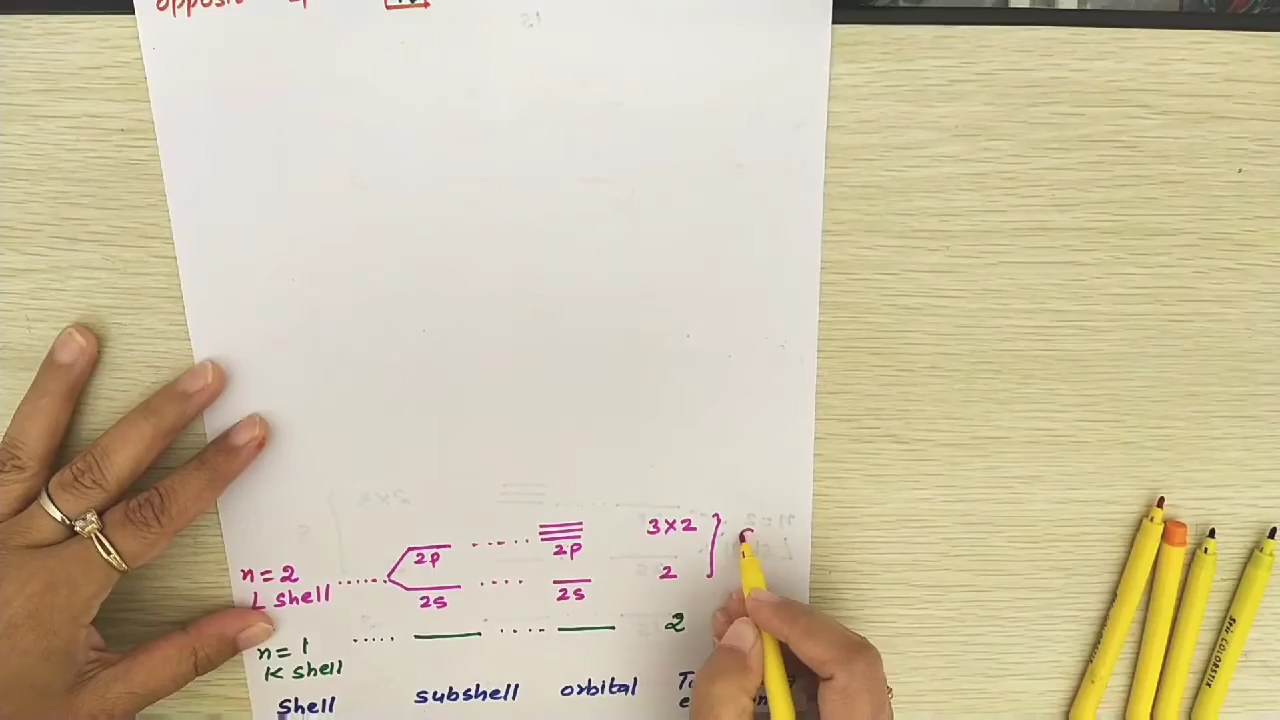 3×2
2p
2p
n=2
2
L shell
2s
2s
2
n=1
K shell
Shell subshell orbital